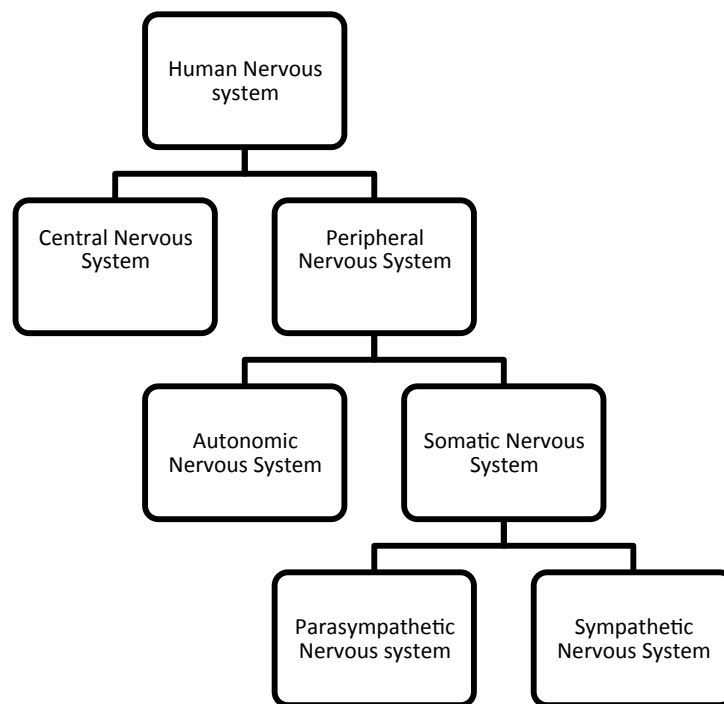 Human Nervous
system
Central Nervous
System
Peripheral
Nervous System
Autonomic
Nervous System
Somatic Nervous
System
Parasympathetic
Nervous system
Sympathetic
Nervous System